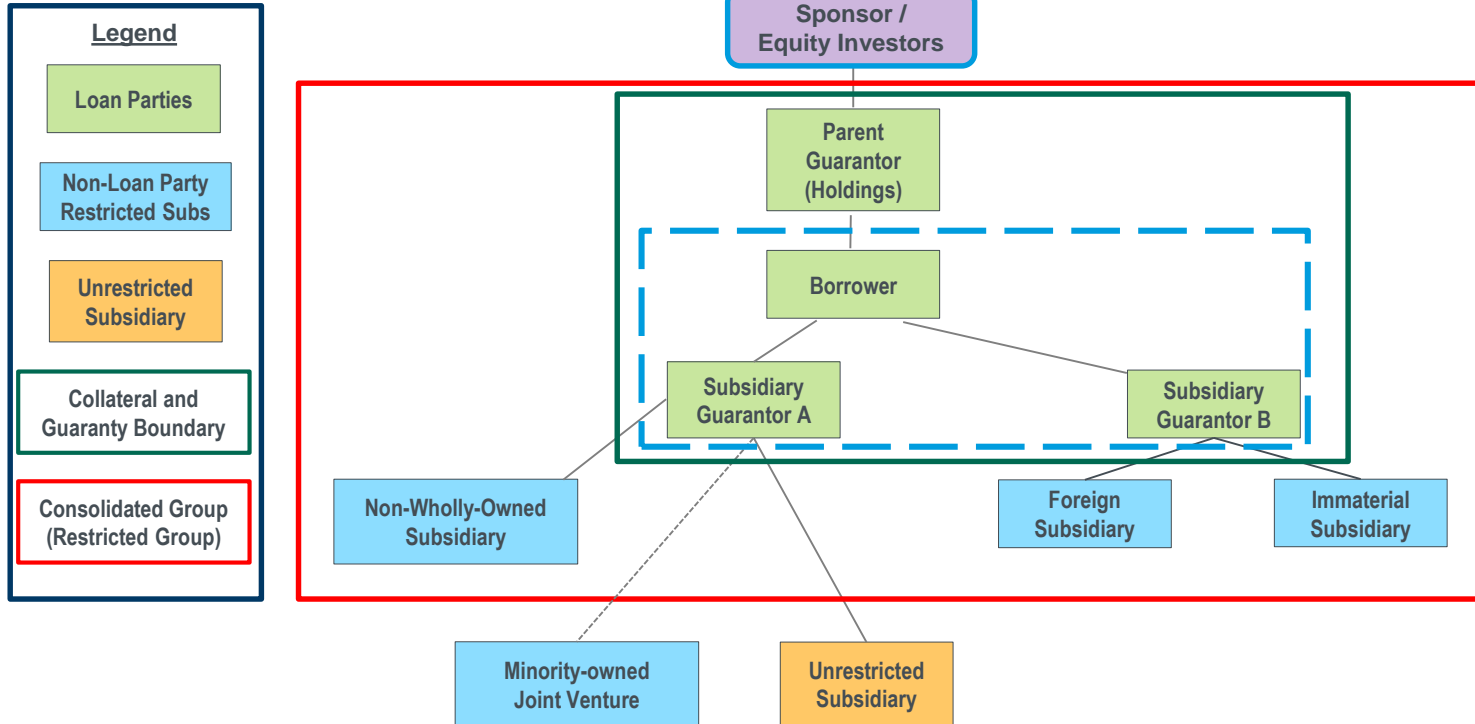 Legend
Loan Parties
Non-Loan Party
Restricted Subs
Unrestricted
Subsidiary
Collateral and
Guaranty Boundary
Consolidated Group
(Restricted Group)
Sponsor /
Equity Investors
Parent
Guarantor
(Holdings)
Borrower
Subsidiary
Guarantor A
Subsidiary
Guarantor B
Non-Wholly-Owned
Subsidiary
Foreign
Subsidiary
Immaterial
Subsidiary
Minority-owned
Joint Venture
Unrestricted
Subsidiary